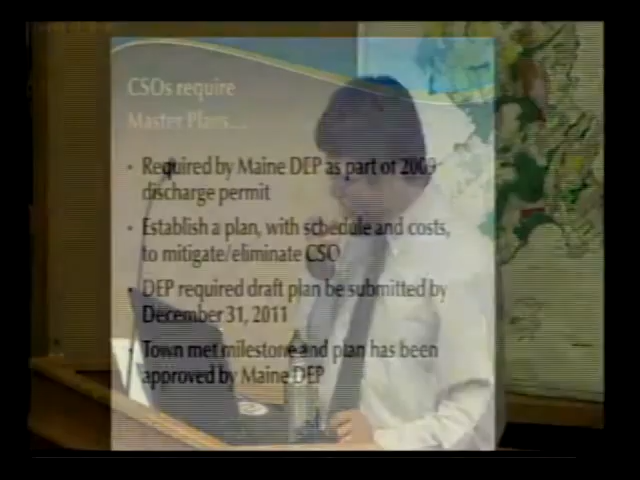 CSOs require
Master Plans...
• Required by Maine DEP as part of 2009
discharge permit
• Establish a plan, with schedule and costs,
to mitigate/eliminate CSO
• DEP required draft plan be submitted by
December 31, 2011
• Town met milestone and plan has been
approved by Maine DEP